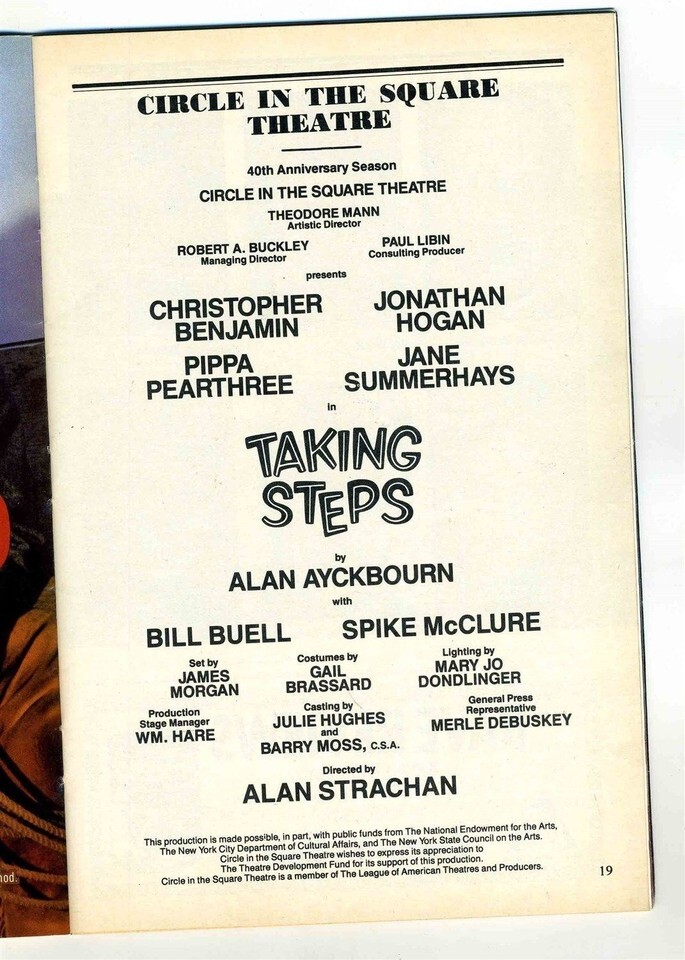 CIRCLE IN THE SQUARE
THEATRE
40th Anniversary Season
CIRCLE IN THE SQUARE THEATRE
THEODORE MANN
Artistic Director
ROBERT A. BUCKLEY
Managing Director
PAUL LIBIN
Consulting Producer
presents
CHRISTOPHER
BENJAMIN
JONATHAN
HOGAN
PIPPA
PEARTHREE
JANE
SUMMERHAYS
in
TAKING
STEPS
by
ALAN AYCKBOURN
with
BILL BUELL
SPIKE McCLURE
Set by
JAMES
MORGAN
Costumes by
GAIL
BRASSARD
Lighting by
MARY JO
DONDLINGER
Production
Stage Manager
WM. HARE
Casting by
JULIE HUGHES
and
BARRY MOSS, C.S.A.
General Press
Representative
MERLE DEBUSKEY
Directed by
ALAN STRACHAN
This production is made possible, in part, with public funds from The National Endowment for the Arts,
The New York City Department of Cultural Affairs, and The New York State Council on the Arts.
Circle in the Square Theatre wishes to express its appreciation to
The Theatre Development Fund for its support of this production.
Circle in the Square Theatre is a member of The League of American Theatres and Producers.
19